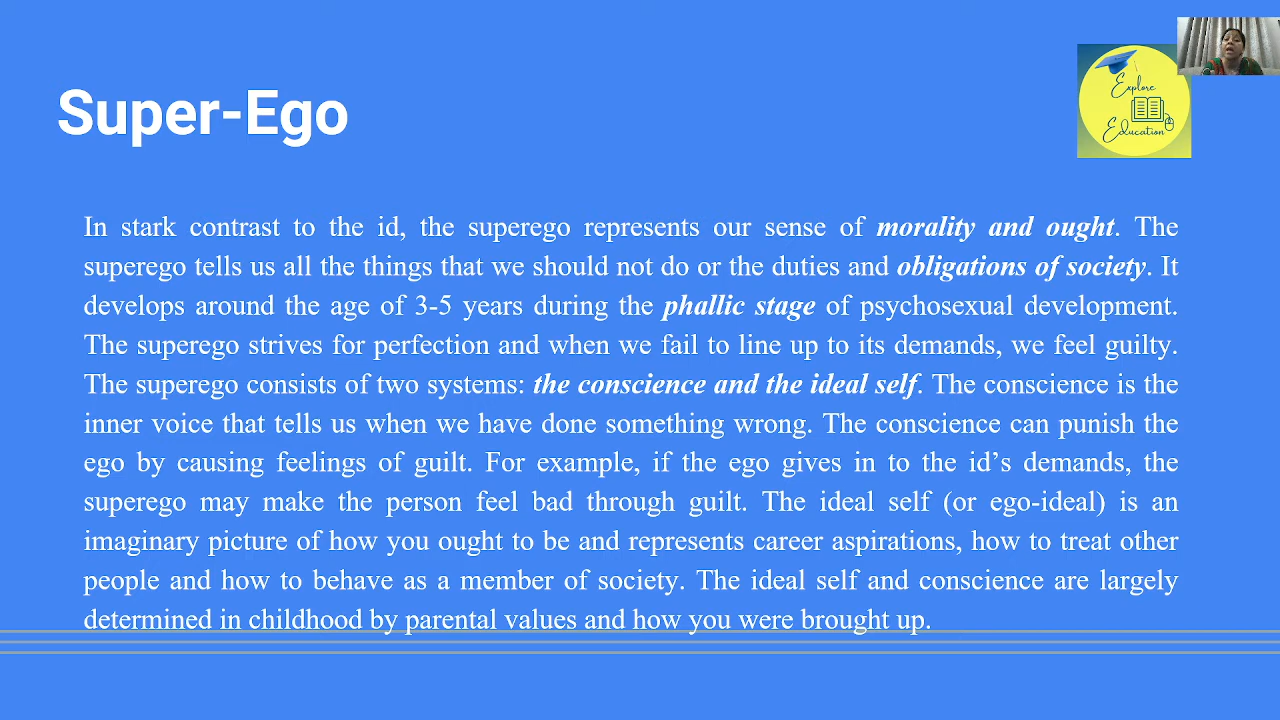 Super-Ego
Explore
Education
In stark contrast to the id, the superego represents our sense of morality and ought. The
superego tells us all the things that we should not do or the duties and obligations of society. It
develops around the age of 3-5 years during the phallic stage of psychosexual development.
The superego strives for perfection and when we fail to line up to its demands, we feel guilty.
The superego consists of two systems: the conscience and the ideal self. The conscience is the
inner voice that tells us when we have done something wrong. The conscience can punish the
ego by causing feelings of guilt. For example, if the ego gives in to the id’s demands, the
superego may make the person feel bad through guilt. The ideal self (or ego-ideal) is an
imaginary picture of how you ought to be and represents career aspirations, how to treat other
people and how to behave as a member of society. The ideal self and conscience are largely
determined in childhood by parental values and how you were brought up.